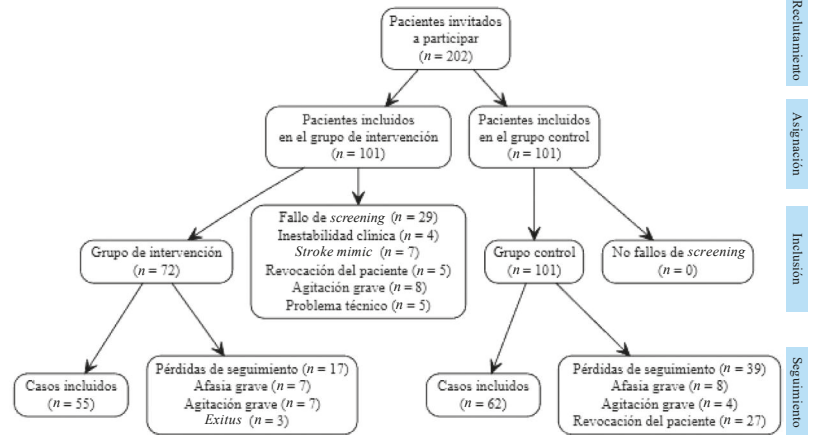 Pacientes invitados
a participar
(n = 202)
Reclutamiento
Pacientes incluidos
en el grupo de intervención
(n = 101)
Pacientes incluidos
en el grupo control
(n = 101)
Asignación
Grupo de intervención
(n = 72)
Fallo de screening (n = 29)
Inestabilidad clínica (n = 4)
Stroke mimic (n = 7)
Revocación del paciente (n = 5)
Agitación grave (n = 8)
Problema técnico (n = 5)
Grupo control
(n = 101)
No fallos de screening
(n = 0)
Inclusión
Casos incluidos
(n = 55)
Pérdidas de seguimiento (n = 17)
Afasia grave (n = 7)
Agitación grave (n = 7)
Exitus (n = 3)
Casos incluidos
(n = 62)
Pérdidas de seguimiento (n = 39)
Afasia grave (n = 8)
Agitación grave (n = 4)
Revocación del paciente (n = 27)
Seguimiento